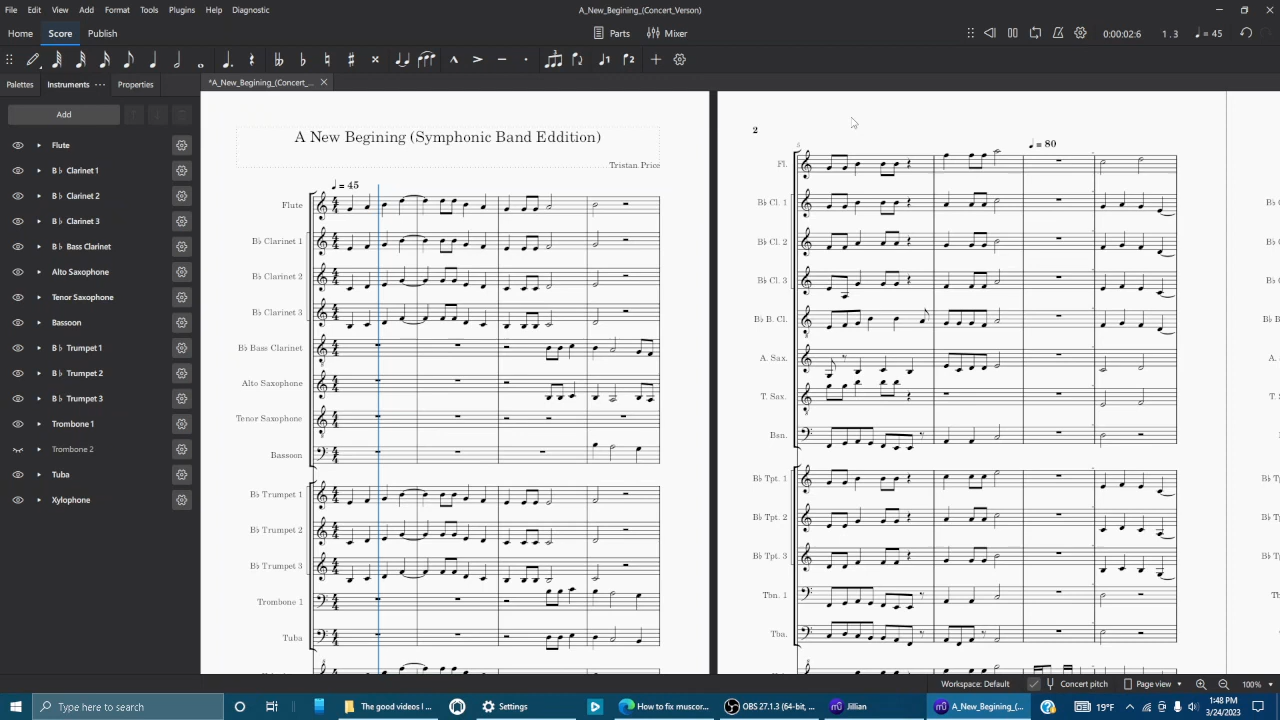 File Edit View Add Format Tools Plugins Help Diagnostic
A_New_Begining_(Concert_Verson)
Home Score Publish
Parts Mixer
0:00:02:6 1. 3 = 45
Palettes Instruments Properties
*A_New_Begining_(Concert_...
Add
Flute
B♭ Clarinet 1
B♭ Clarinet 2
B♭ Clarinet 3
B♭ Bass Clarinet
Alto Saxophone
Tenor Saxophone
Bassoon
B♭ Trumpet 1
B♭ Trumpet 2
B♭ Trumpet 3
Trombone 1
Trombone 2
Tuba
Xylophone
A New Begining (Symphonic Band Eddition)
Tristan Price
= 45
Flute
B♭ Clarinet 1
B♭ Clarinet 2
B♭ Clarinet 3
B♭ Bass Clarinet
Alto Saxophone
Tenor Saxophone
Bassoon
B♭ Trumpet 1
B♭ Trumpet 2
B♭ Trumpet 3
Trombone 1
Tuba
2
5
= 80
Fl.
B♭ Cl. 1
B♭ Cl. 2
B♭ Cl. 3
B♭ B. Cl.
A. Sax.
T. Sax.
Bsn.
B♭ Tpt. 1
B♭ Tpt. 2
B♭ Tpt. 3
Tbn. 1
Tba.
Workspace: Default Concert pitch Page view 100%
Type here to search
The good videos I ...
Settings
How to fix muscor...
OBS 27.1.3 (64-bit, ...
Jillian
A_New_Begining_(...
19°F
1:48 PM
3/24/2023